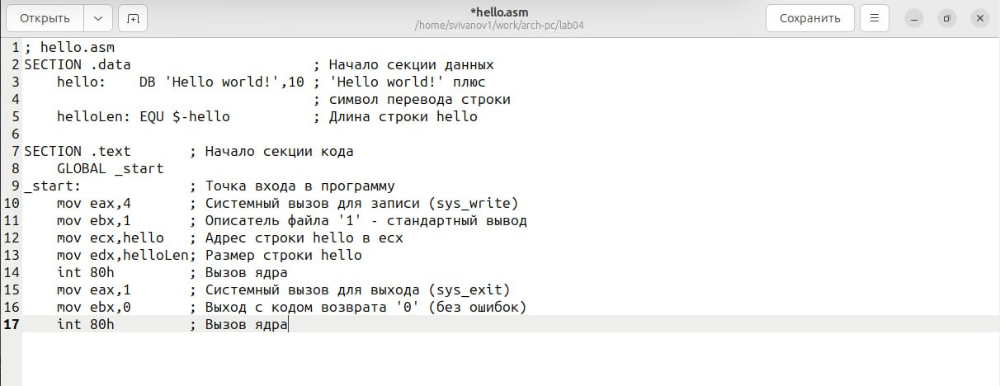 Открыть
*hello.asm
/home/svivanov1/work/arch-pc/lab04
Сохранить
1 ; hello.asm
2 SECTION .data                      ; Начало секции данных
3     hello:    DB 'Hello world!',10 ; 'Hello world!' плюс
4                                    ; символ перевода строки
5     helloLen: EQU $-hello          ; Длина строки hello
6
7 SECTION .text       ; Начало секции кода
8     GLOBAL _start
9 _start:             ; Точка входа в программу
10     mov eax,4       ; Системный вызов для записи (sys_write)
11     mov ebx,1       ; Описатель файла '1' - стандартный вывод
12     mov ecx,hello   ; Адрес строки hello в ecx
13     mov edx,helloLen; Размер строки hello
14     int 80h         ; Вызов ядра
15     mov eax,1       ; Системный вызов для выхода (sys_exit)
16     mov ebx,0       ; Выход с кодом возврата '0' (без ошибок)
17     int 80h         ; Вызов ядра